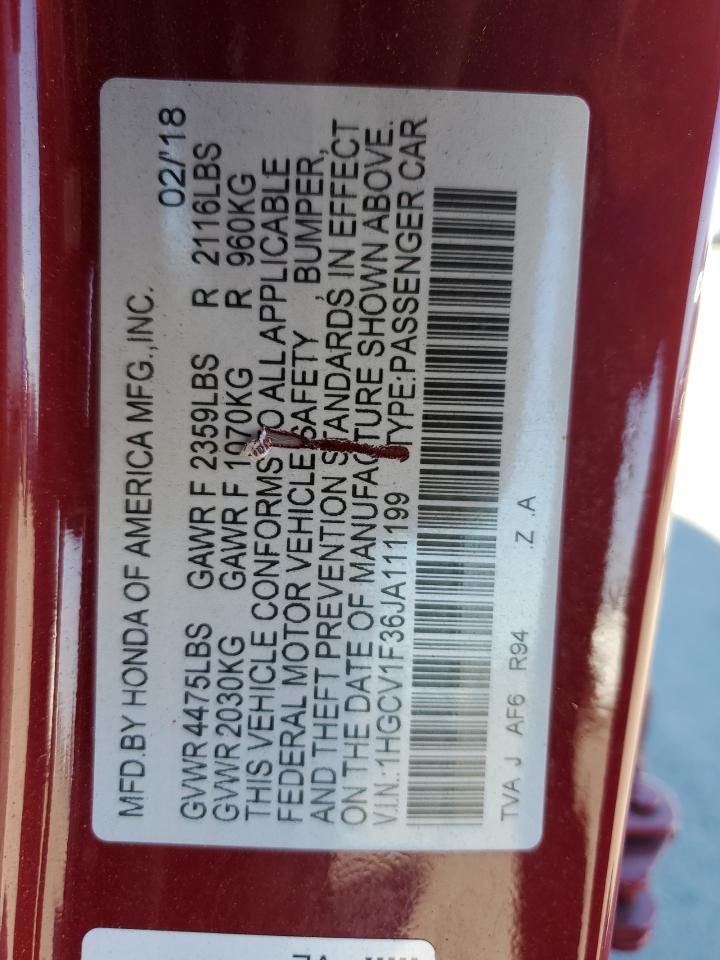 MFD.BY HONDA OF AMERICA MFG.,INC. 02/'18
GVWR 4475LBS GAWR F 2359LBS R 2116LBS
GVWR 2030KG GAWR F 1070KG R 960KG
THIS VEHICLE CONFORMS TO ALL APPLICABLE
FEDERAL MOTOR VEHICLE SAFETY , BUMPER,
AND THEFT PREVENTION STANDARDS, IN EFFECT
ON THE DATE OF MANUFACTURE SHOWN ABOVE.
V.I.N.:1HGCV1F36JA111199 TYPE:PASSENGER CAR
TVA J AF6 R94 .Z .A